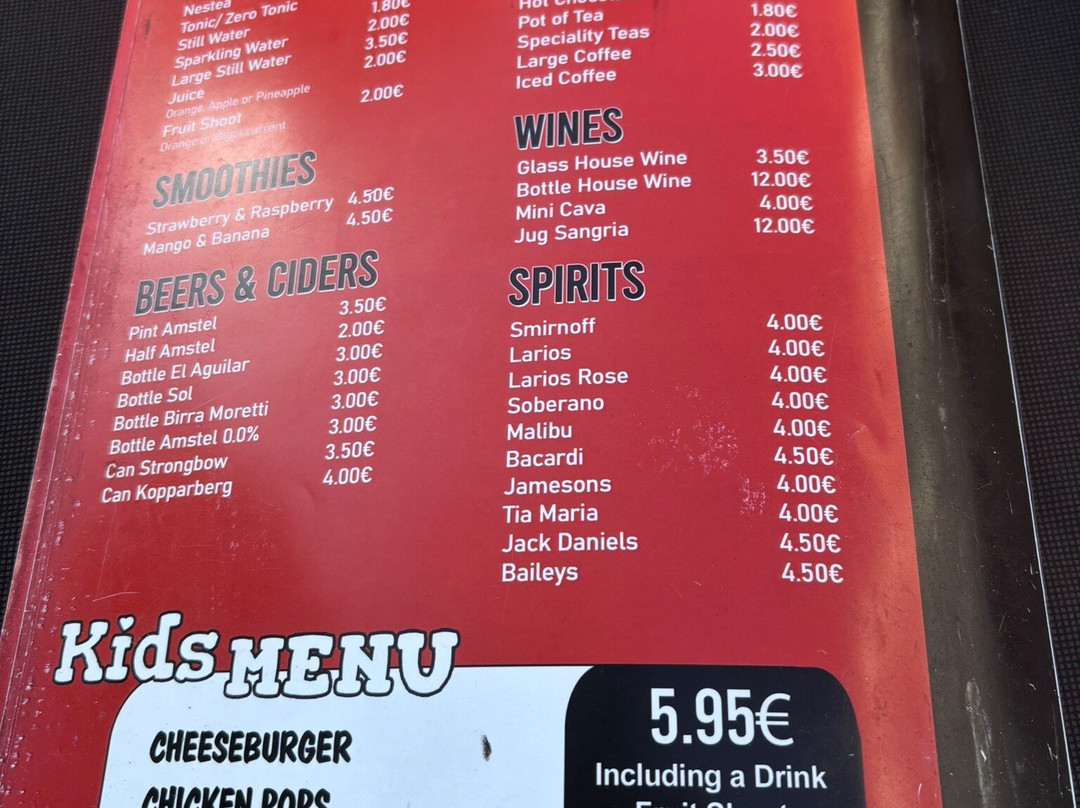 Nestea
Tonic/ Zero Tonic
Still Water 1.80€
Sparkling Water 2.00€
Large Still Water 3.50€
Juice 2.00€
Orange, Apple or Pineapple
Fruit Shoot 2.00€
Orange or Blackcurrent
SMOOTHIES
Strawberry & Raspberry 4.50€
Mango & Banana 4.50€
BEERS & CIDERS
Pint Amstel 3.50€
Half Amstel 2.00€
Bottle El Aguilar 3.00€
Bottle Sol 3.00€
Bottle Birra Moretti 3.00€
Bottle Amstel 0.0% 3.00€
Can Strongbow 3.50€
Can Kopparberg 4.00€
Hot
Pot of Tea 1.80€
Speciality Teas 2.00€
Large Coffee 2.50€
Iced Coffee 3.00€
WINES
Glass House Wine 3.50€
Bottle House Wine 12.00€
Mini Cava 4.00€
Jug Sangria 12.00€
SPIRITS
Smirnoff 4.00€
Larios 4.00€
Larios Rose 4.00€
Soberano 4.00€
Malibu 4.00€
Bacardi 4.50€
Jamesons 4.00€
Tia Maria 4.00€
Jack Daniels 4.50€
Baileys 4.50€
Kids MENU
CHEESEBURGER
CHICKEN POPS
5.95€
Including a Drink
Fruit Shoot